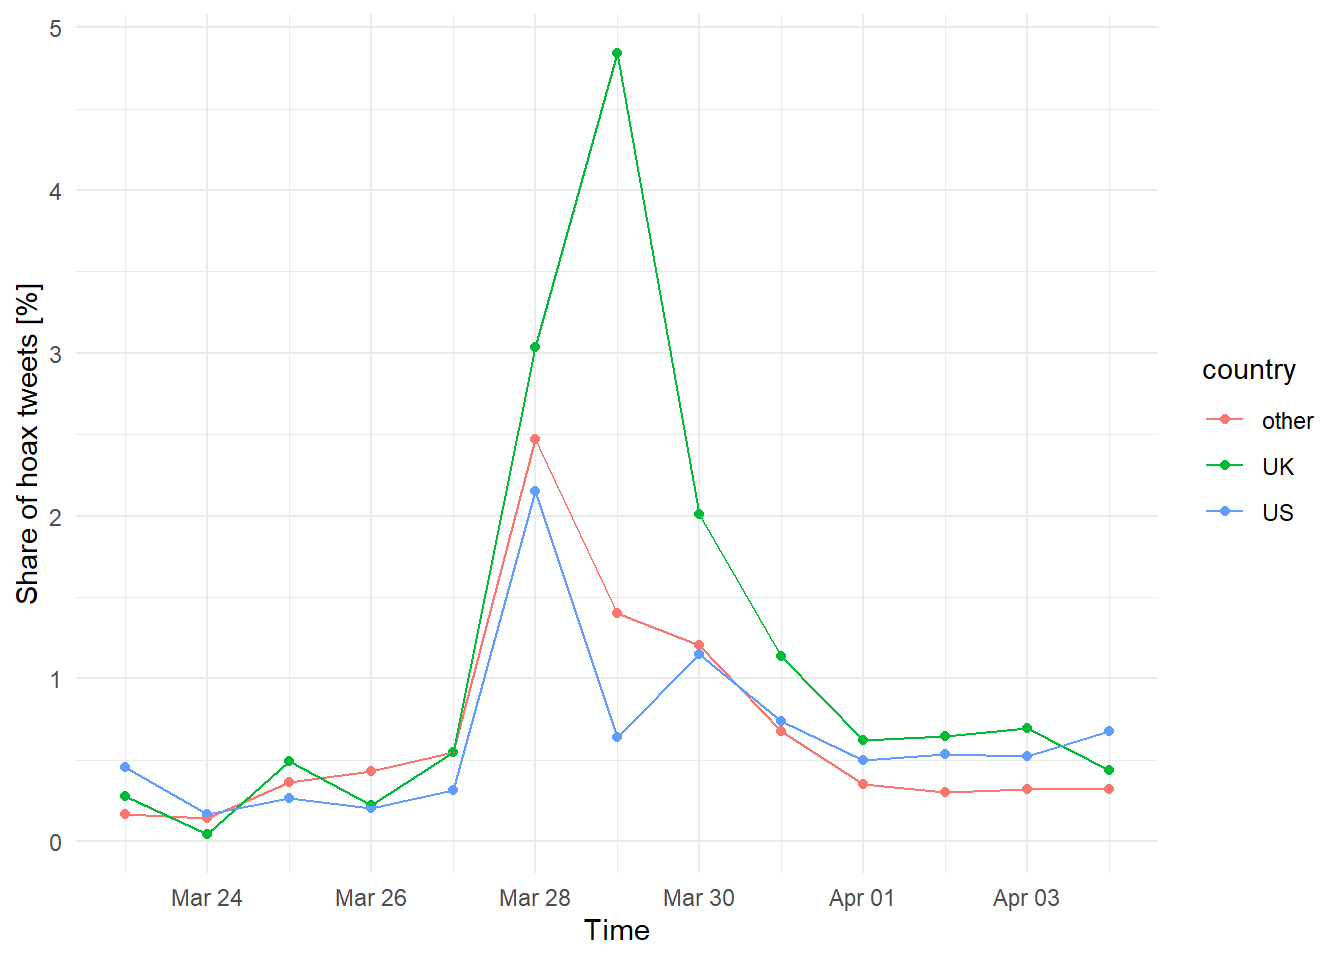 5
4
3
2
1
0
Share of hoax tweets [%]
Mar 24 Mar 26 Mar 28 Mar 30 Apr 01 Apr 03
Time
country
other
UK
US